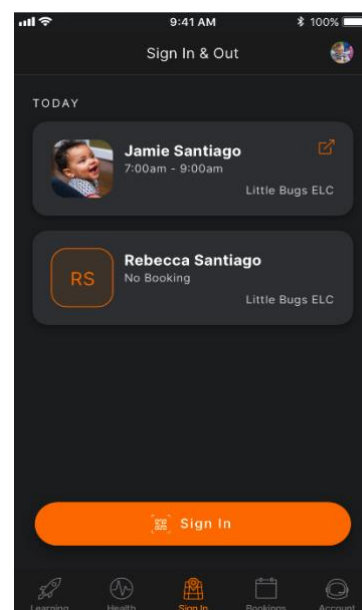 9:41 AM
100%
Sign In & Out
TODAY
Jamie Santiago
7:00am - 9:00am
Little Bugs ELC
RS
Rebecca Santiago
No Booking
Little Bugs ELC
Sign In
Learning Health Sign In Bookings Account